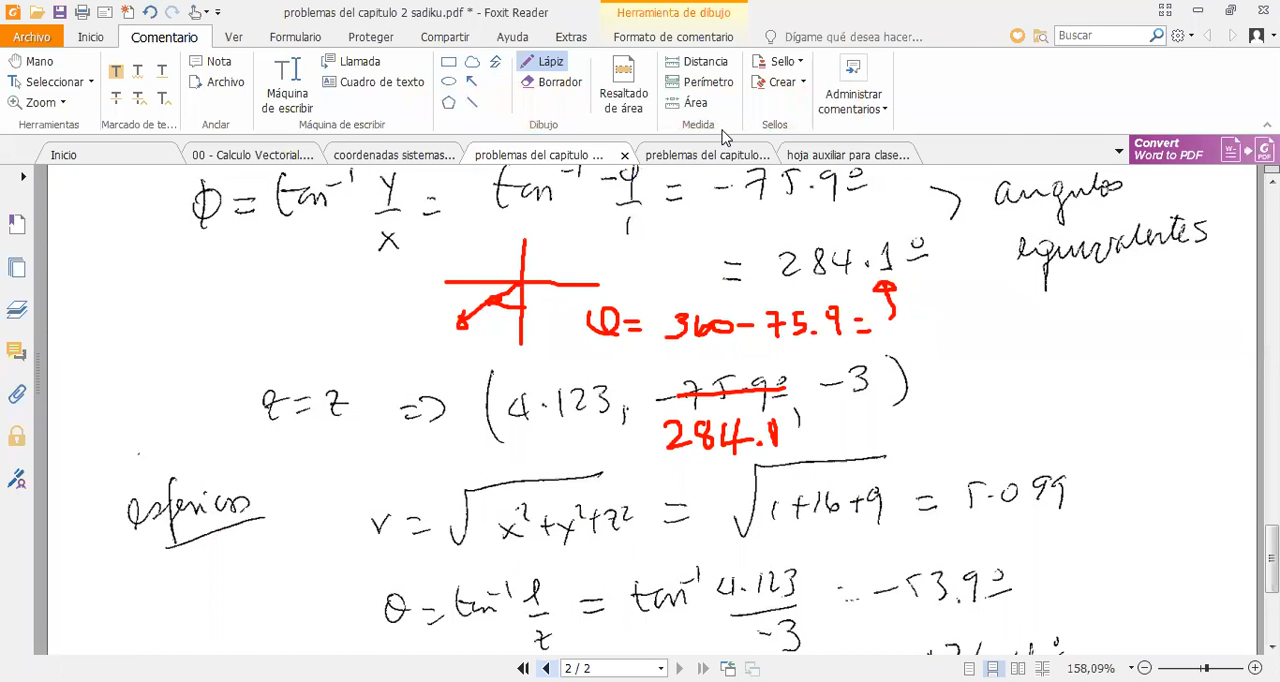 problemas del capitulo 2 sadiku.pdf * - Foxit Reader
Herramienta de dibujo
Archivo Inicio Comentario Ver Formulario Proteger Compartir Ayuda Extras Formato de comentario Dígame qué desea hacer... Buscar
Mano
Seleccionar
Zoom
Herramientas
T T T
T T T
Marcado de te...
Nota
Archivo
Anclar
Máquina de escribir
Llamada
Cuadro de texto
Máquina de escribir
Lápiz
Borrador
Dibujo
Resaltado de área
Distancia
Perímetro
Área
Medida
Sello
Crear
Sellos
Administrar comentarios
Inicio 00 - Calculo Vectorial.... coordenadas sistemas... problemas del capitulo ... preblemas del capitulo... hoja auxiliar para clase...
Convert Word to PDF
ϕ = tan⁻¹ y/x = tan⁻¹ -4/1 = -75.9º > angulos equivalentes
= 284.1º
φ = 360 - 75.9 =
z = z ⇒ (4.123, -75.9º, -3)
284.1
esfericos r = √x²+y²+z² = √1+16+9 = 5.099
θ = tan⁻¹ ρ/z = tan⁻¹ 4.123/-3 = -53.9º
2 / 2
158,09%